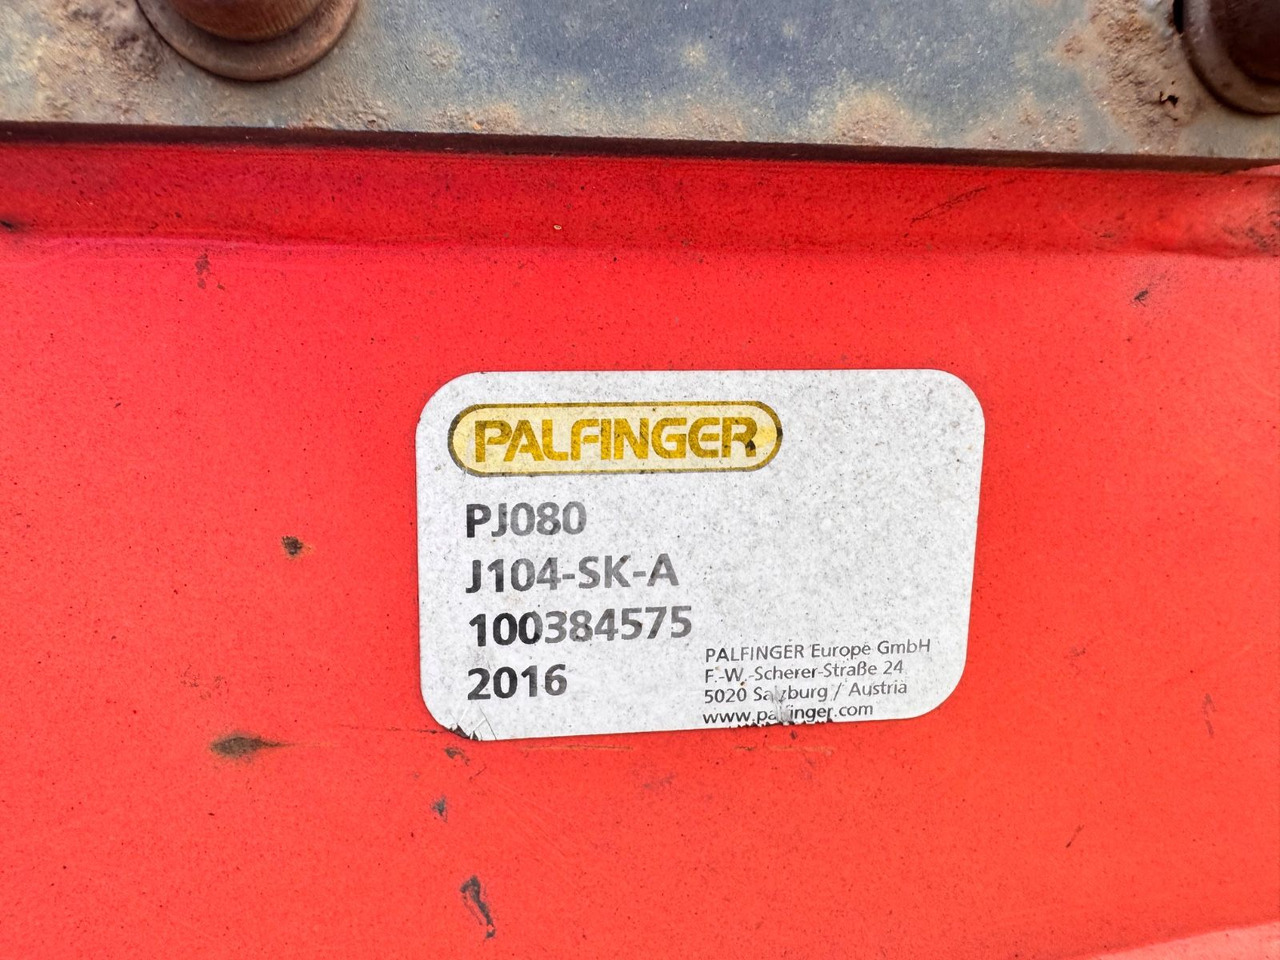 PALFINGER
PJ080
J104-SK-A
100384575
2016
PALFINGER Europe GmbH
F.-W.-Scherer-Straße 24
5020 Salzburg / Austria
www.palfinger.com